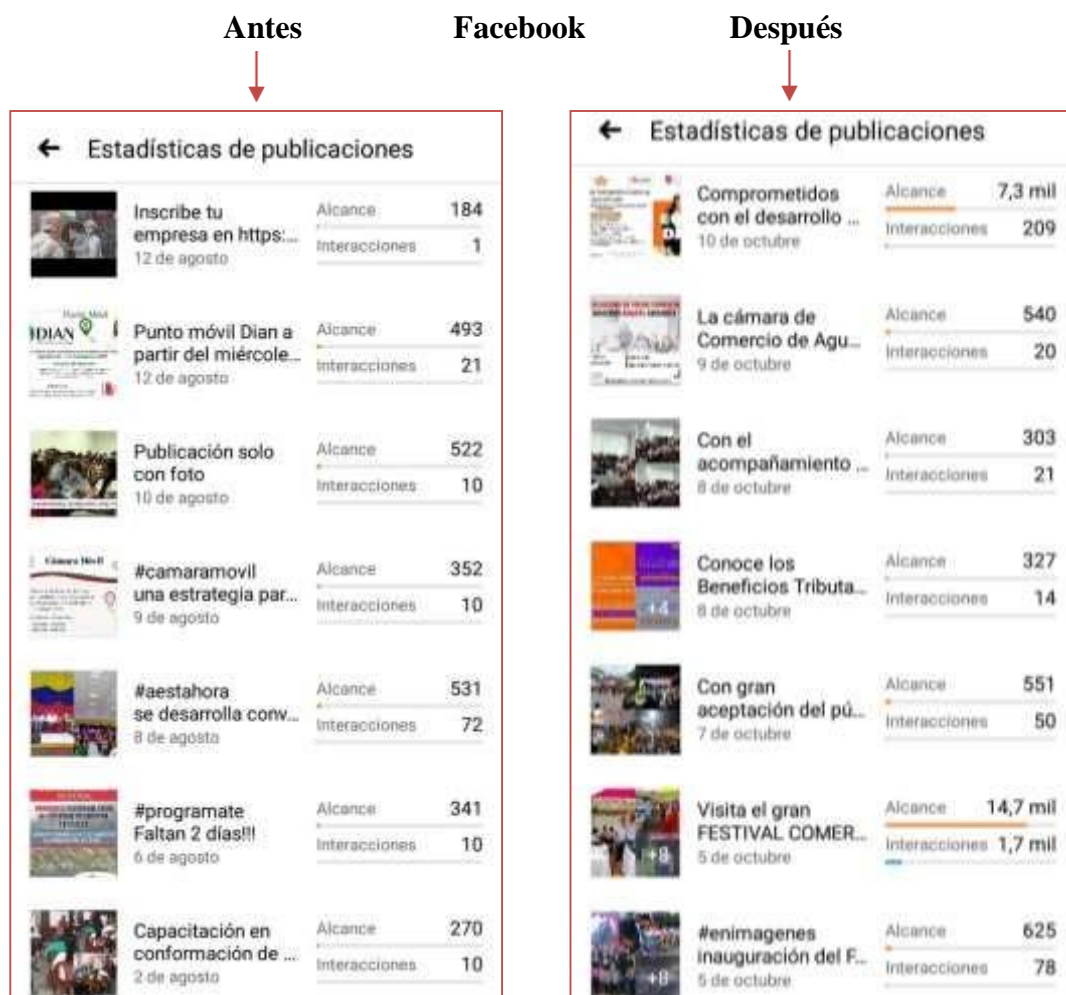 Antes Facebook Después
Estadísticas de publicaciones
Inscribe tu
empresa en https:...
12 de agosto
Alcance 184
Interacciones 1
DIAN
Punto móvil Dian a
partir del miércole...
12 de agosto
Alcance 493
Interacciones 21
Publicación solo
con foto
10 de agosto
Alcance 522
Interacciones 10
Cámara Móvil
#camaramovil
una estrategia par...
9 de agosto
Alcance 352
Interacciones 10
#aestahora
se desarrolla conv...
8 de agosto
Alcance 531
Interacciones 72
#programate
Faltan 2 días!!!
6 de agosto
Alcance 341
Interacciones 10
Capacitación en
conformación de ...
2 de agosto
Alcance 270
Interacciones 10
Estadísticas de publicaciones
Comprometidos
con el desarrollo ...
10 de octubre
Alcance 7,3 mil
Interacciones 209
La cámara de
Comercio de Agu...
9 de octubre
Alcance 540
Interacciones 20
Con el
acompañamiento ...
8 de octubre
Alcance 303
Interacciones 21
+4
Conoce los
Beneficios Tributa...
8 de octubre
Alcance 327
Interacciones 14
Con gran
aceptación del pú...
7 de octubre
Alcance 551
Interacciones 50
+8
Visita el gran
FESTIVAL COMER...
5 de octubre
Alcance 14,7 mil
Interacciones 1,7 mil
+8
#enimagenes
inauguración del F...
5 de octubre
Alcance 625
Interacciones 78